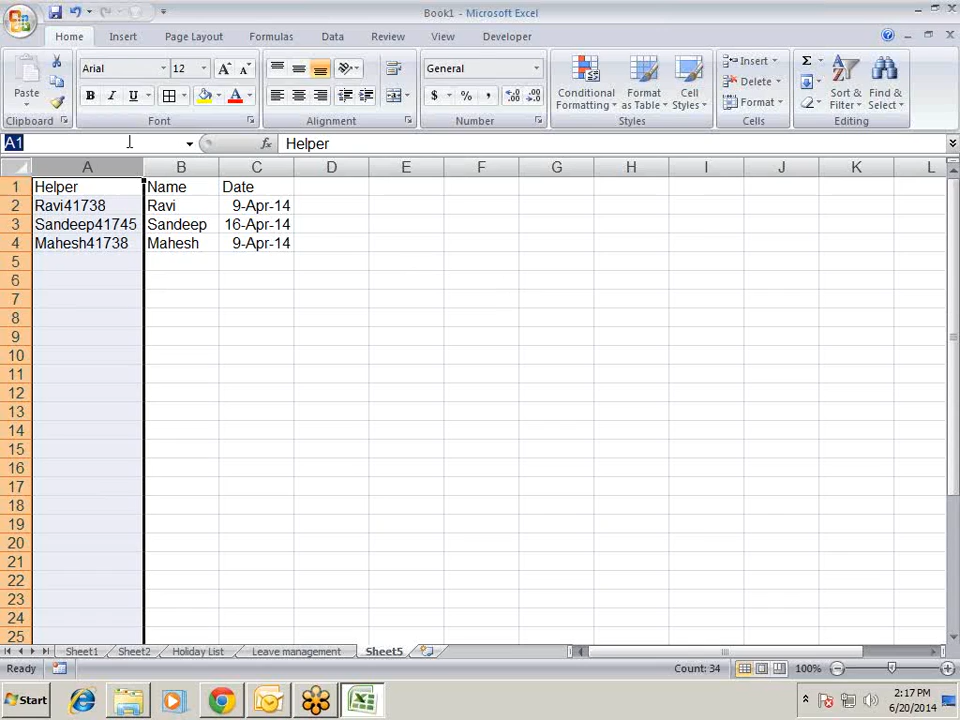 Book1 - Microsoft Excel
Home Insert Page Layout Formulas Data Review View Developer
Paste
Clipboard
Arial 12
B I U A
Font
Alignment
General
$ % ,
Number
Conditional Formatting
Format as Table
Cell Styles
Styles
Insert
Delete
Format
Cells
Σ
Sort & Filter
Find & Select
Editing
A1 fx Helper
A B C D E F G H I J K L
1 Helper Name Date
2 Ravi41738 Ravi 9-Apr-14
3 Sandeep41745 Sandeep 16-Apr-14
4 Mahesh41738 Mahesh 9-Apr-14
5
6
7
8
9
10
11
12
13
14
15
16
17
18
19
20
21
22
23
24
25
Sheet1 Sheet2 Holiday List Leave management Sheet5
Ready Count: 34 100%
Start 2:17 PM
6/20/2014